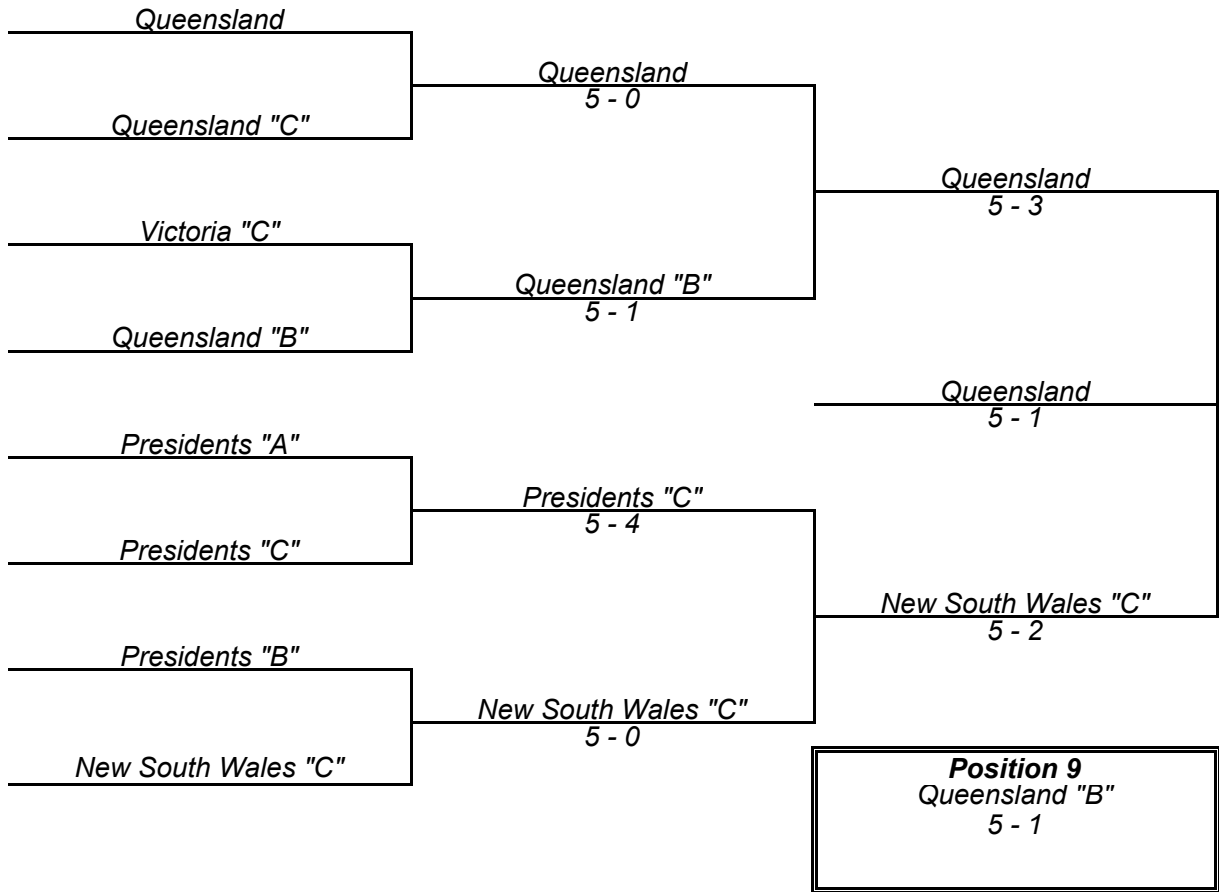 Queensland
Queensland
5 - 0
Queensland "C"
Queensland
5 - 3
Victoria "C"
Queensland "B"
5 - 1
Queensland "B"
Queensland
5 - 1
Presidents "A"
Presidents "C"
5 - 4
Presidents "C"
New South Wales "C"
5 - 2
Presidents "B"
New South Wales "C"
5 - 0
New South Wales "C"
Position 9
Queensland "B"
5 - 1